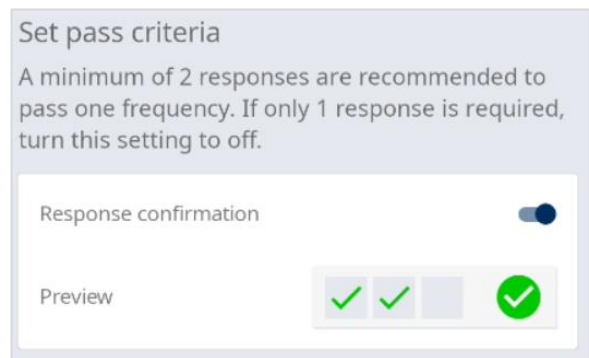 Set pass criteria
A minimum of 2 responses are recommended to
pass one frequency. If only 1 response is required,
turn this setting to off.
Response confirmation
Preview